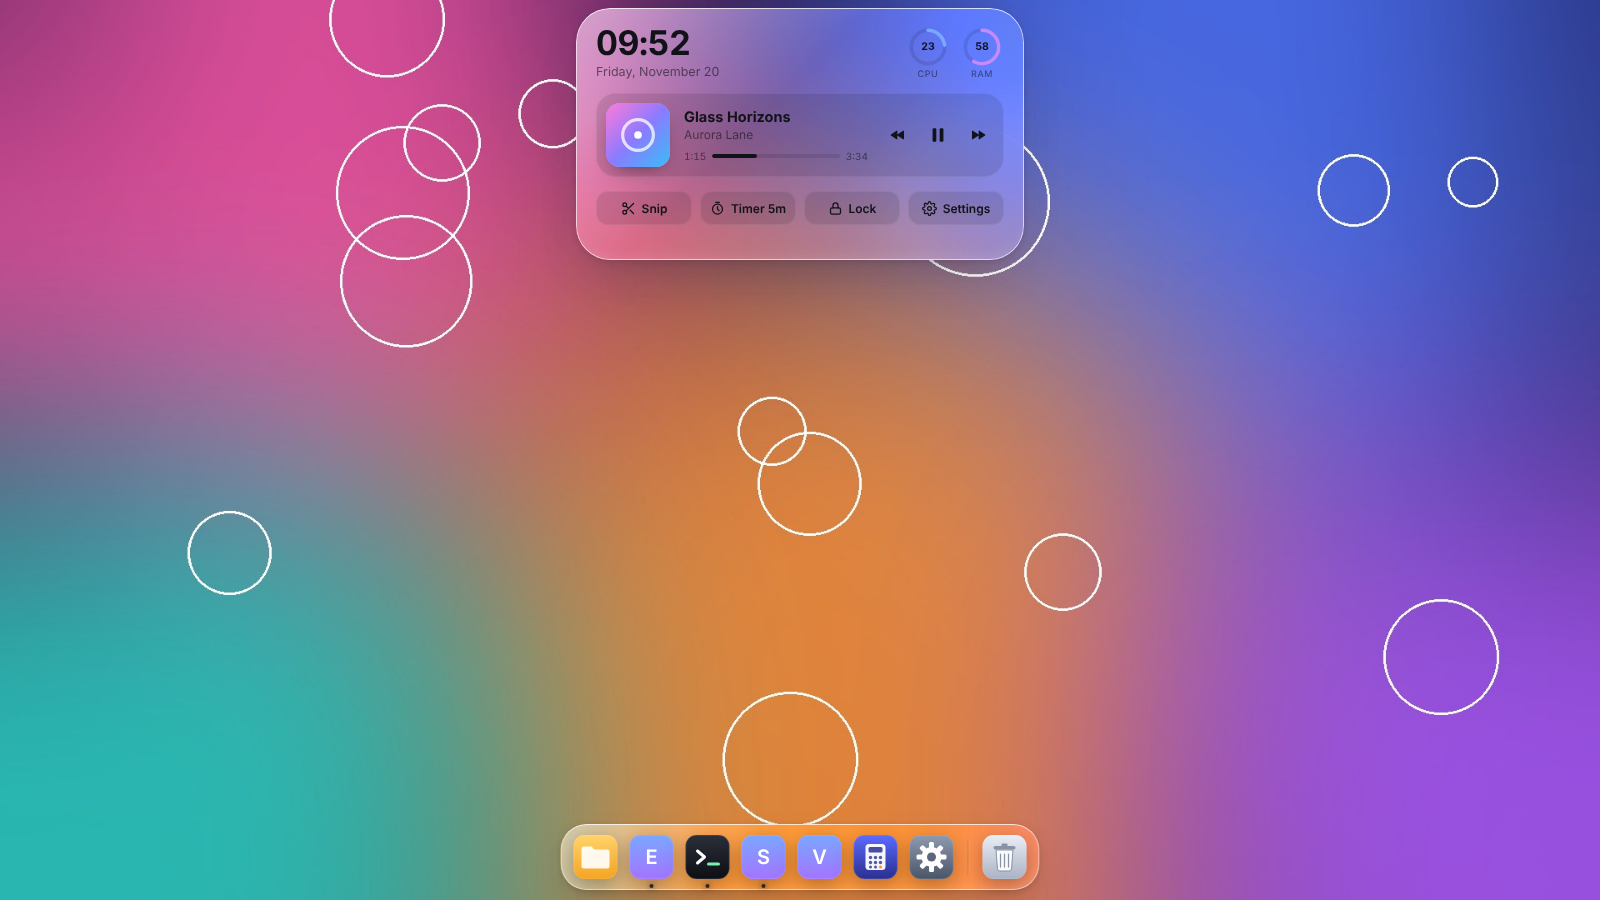 09:52
Friday, November 20
23
58
CPU
RAM
Glass Horizons
Aurora Lane
1:15
3:34
Snip
Timer 5m
Lock
Settings
E
S
V